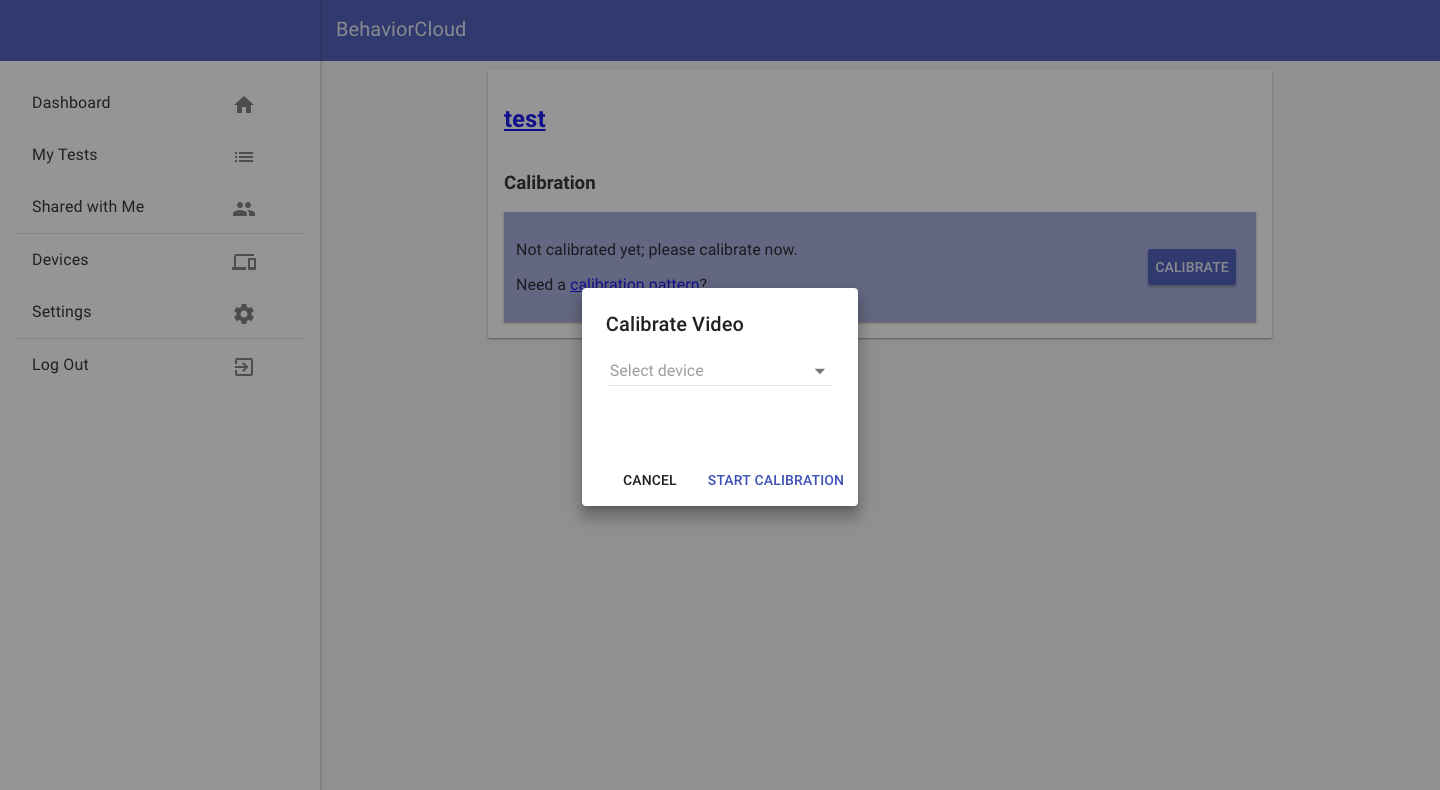 BehaviorCloud
Dashboard
My Tests
Shared with Me
Devices
Settings
Log Out
test
Calibration
Not calibrated yet; please calibrate now.
Need a calibration pattern?
CALIBRATE
Calibrate Video
Select device
CANCEL
START CALIBRATION